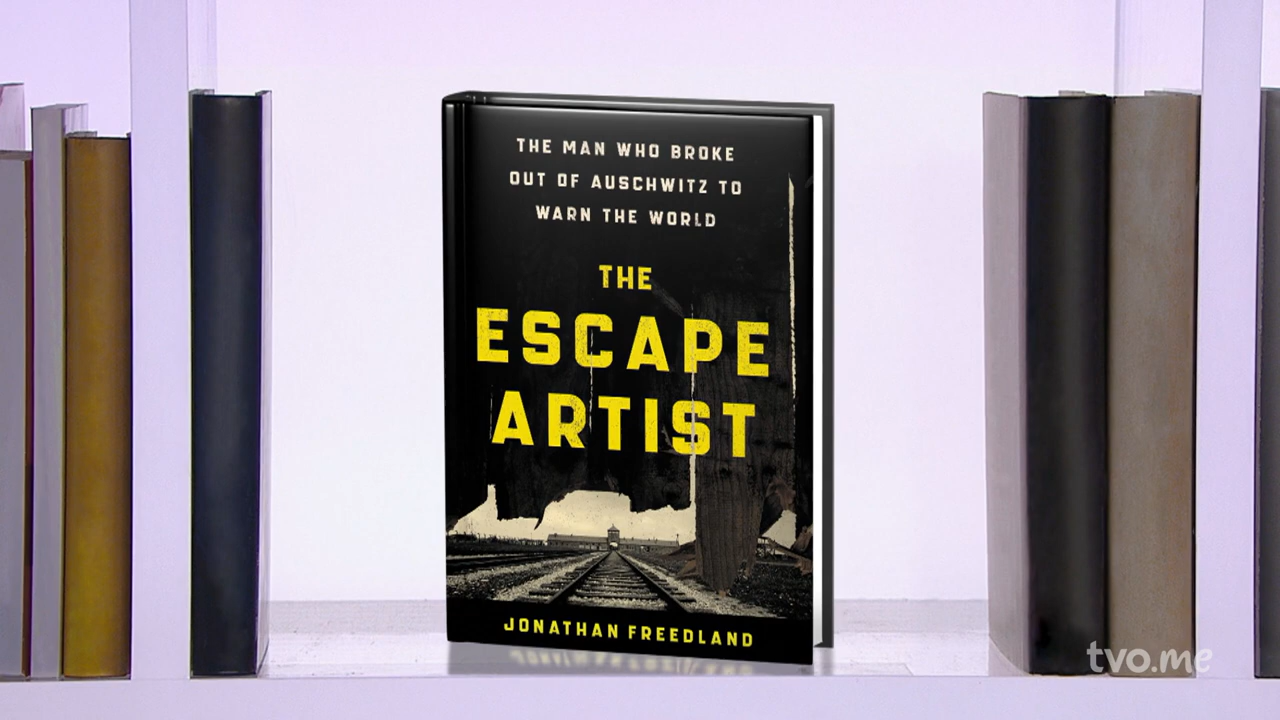 THE MAN WHO BROKE
OUT OF AUSCHWITZ TO
WARN THE WORLD
THE
ESCAPE
ARTIST
JONATHAN FREEDLAND
tvo.me